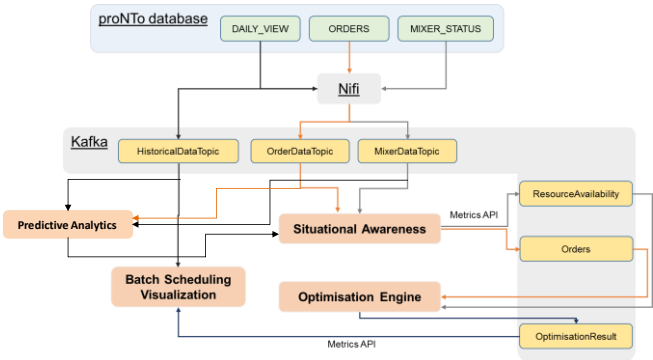 proNTo database
DAILY_VIEW
ORDERS
MIXER_STATUS
Nifi
Kafka
HistoricalDataTopic
OrderDataTopic
MixerDataTopic
ResourceAvailability
Metrics API
Predictive Analytics
Situational Awareness
Orders
Batch Scheduling
Visualization
Optimisation Engine
OptimisationResult
Metrics API